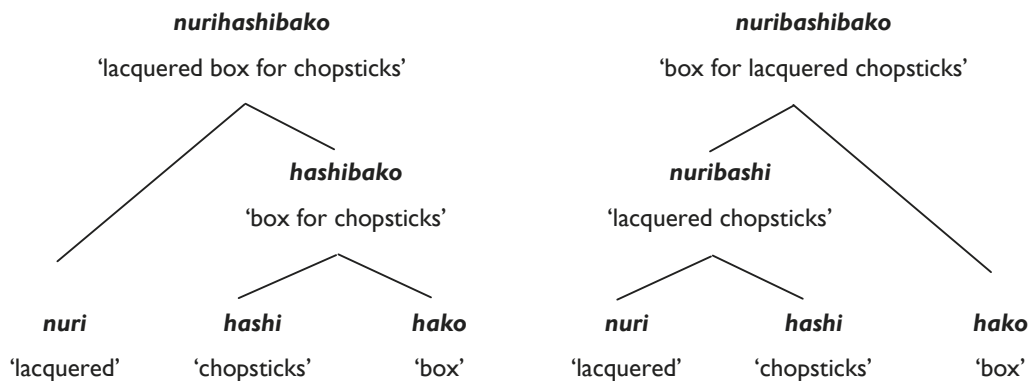 nurihashibako
‘lacquered box for chopsticks’
hashibako
‘box for chopsticks’
nuri
hashi
hako
‘lacquered’
‘chopsticks’
‘box’
nuribashibako
‘box for lacquered chopsticks’
nuribashi
‘lacquered chopsticks’
nuri
hashi
hako
‘lacquered’
‘chopsticks’
‘box’